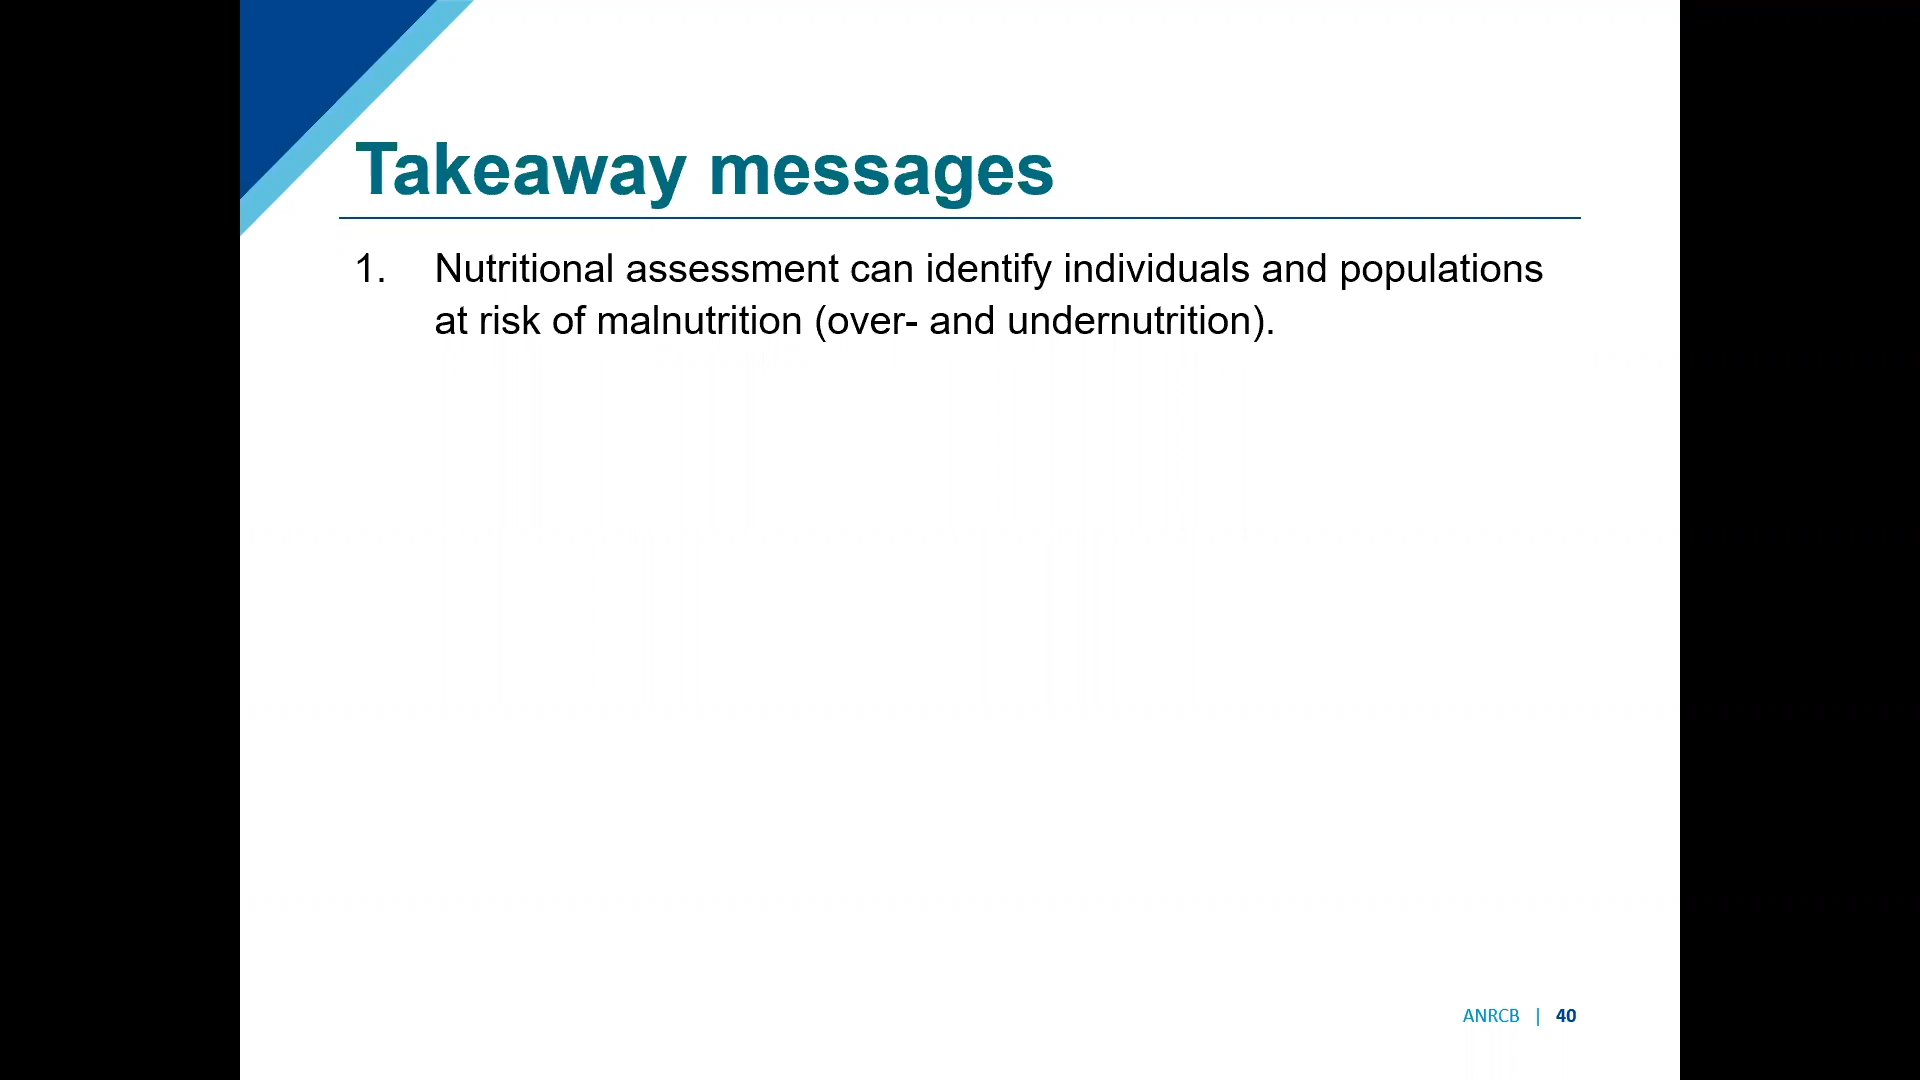 Takeaway messages
1. Nutritional assessment can identify individuals and populations
at risk of malnutrition (over- and undernutrition).
ANRCB | 40